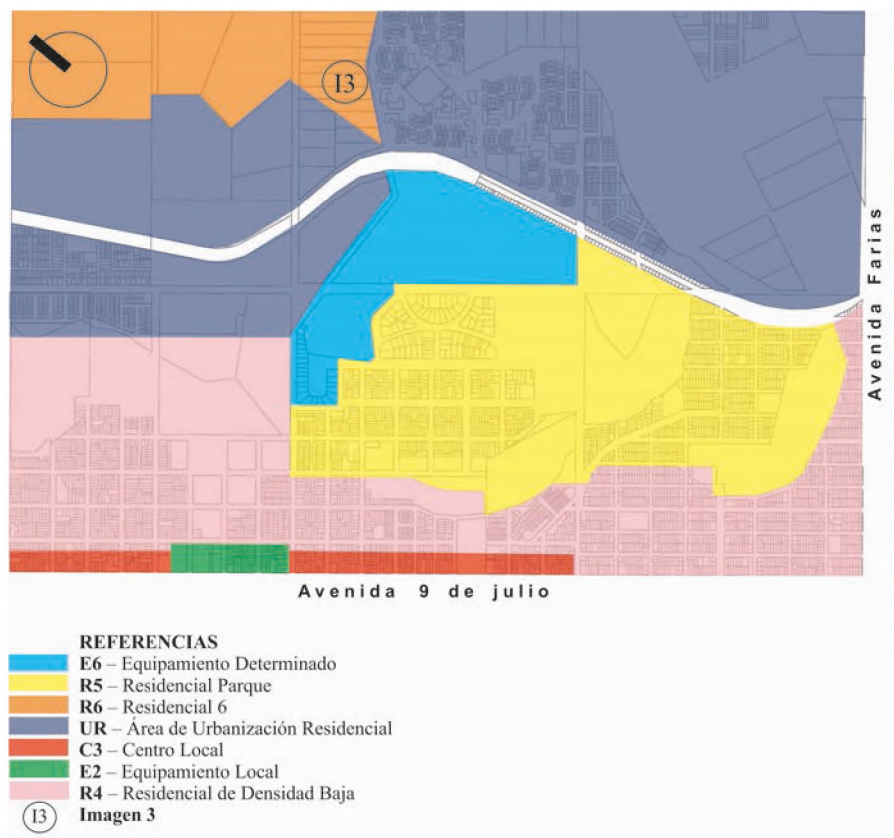 I3
Avenida Farias
Avenida 9 de julio
REFERENCIAS
E6 – Equipamiento Determinado
R5 – Residencial Parque
R6 – Residencial 6
UR – Área de Urbanización Residencial
C3 – Centro Local
E2 – Equipamiento Local
R4 – Residencial de Densidad Baja
I3 Imagen 3